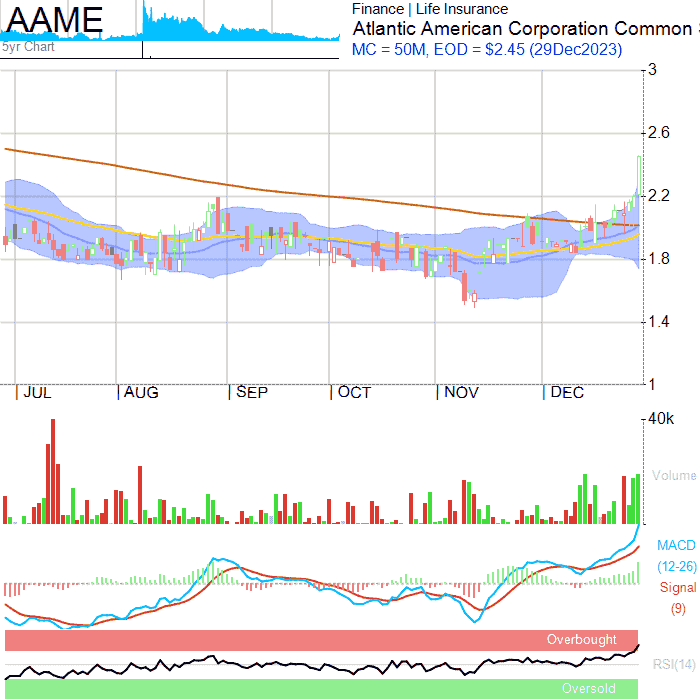 AAME
5yr Chart
Finance | Life Insurance
Atlantic American Corporation Common
MC = 50M, EOD = $2.45 (29Dec2023)
3
2.6
2.2
1.8
1.4
1
JUL AUG SEP OCT NOV DEC
40k
Volume
MACD
(12-26)
Signal
(9)
Overbought
RSI(14)
Oversold